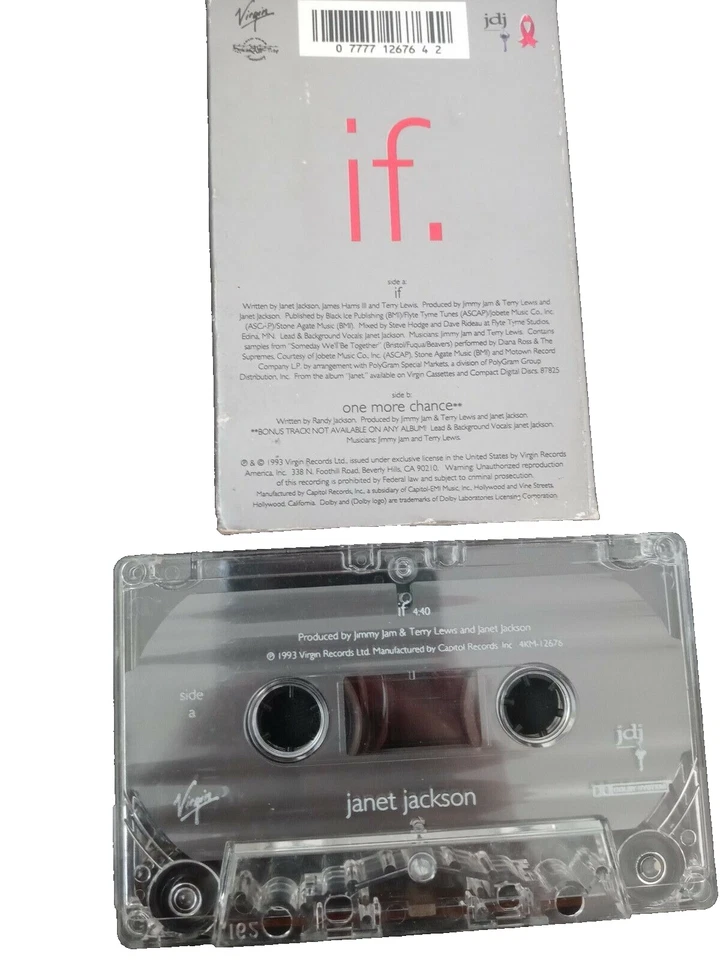 Virgin
jdj
0 7777 12676 4 2
if.
side a:
if
Written by Janet Jackson, James Harris III and Terry Lewis. Produced by Jimmy Jam & Terry Lewis and
Janet Jackson. Published by Black Ice Publishing (BMI)/Flyte Tyme Tunes (ASCAP)/Jobete Music Co., Inc.
(ASCAP)/Stone Agate Music (BMI). Mixed by Steve Hodge and Dave Rideau at Flyte Tyme Studios,
Edina, MN. Lead & Background Vocals: Janet Jackson. Musicians: Jimmy Jam and Terry Lewis. Contains
samples from "Someday We'll Be Together" (Bristol/Fuqua/Beavers) performed by Diana Ross & The
Supremes, Courtesy of Jobete Music Co., Inc. (ASCAP), Stone Agate Music (BMI) and Motown Record
Company L.P. by arrangement with PolyGram Special Markets, a division of PolyGram Group
Distribution, Inc. From the album "Janet." available on Virgin Cassettes and Compact Digital Discs. 87825
side b:
one more chance**
Written by Randy Jackson. Produced by Jimmy Jam & Terry Lewis and Janet Jackson.
**BONUS TRACK! NOT AVAILABLE ON ANY ALBUM! Lead & Background Vocals: Janet Jackson.
Musicians: Jimmy Jam and Terry Lewis.
℗ & © 1993 Virgin Records Ltd., issued under exclusive license in the United States by Virgin Records
America, Inc. 338 N. Foothill Road, Beverly Hills, CA 90210. Warning: Unauthorized reproduction
of this recording is prohibited by Federal law and subject to criminal prosecution.
Manufactured by Capitol Records, Inc., a subsidiary of Capitol-EMI Music, Inc., Hollywood and Vine Streets,
Hollywood, California. Dolby and (Dolby logo) are trademarks of Dolby Laboratories Licensing Corporation.
if 4:40
Produced by Jimmy Jam & Terry Lewis and Janet Jackson
℗ 1993 Virgin Records Ltd. Manufactured by Capitol Records, Inc. 4KM-12676
side
a
jdj
Virgin
janet jackson
162